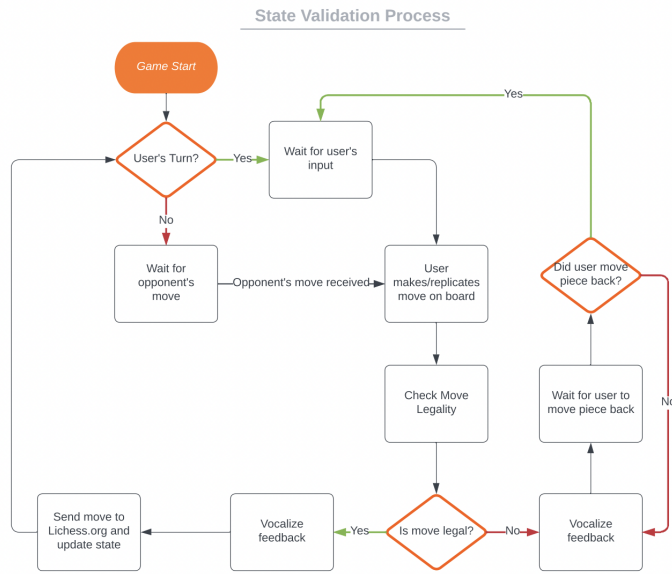 State Validation Process
Game Start
User's Turn?
Yes
Wait for user's
input
Yes
No
Wait for
opponent's
move
Opponent's move received
User
makes/replicates
move on board
Did user move
piece back?
Check Move
Legality
Wait for user to
move piece back
No
Send move to
Lichess.org and
update state
Vocalize
feedback
Yes
Is move legal?
No
Vocalize
feedback